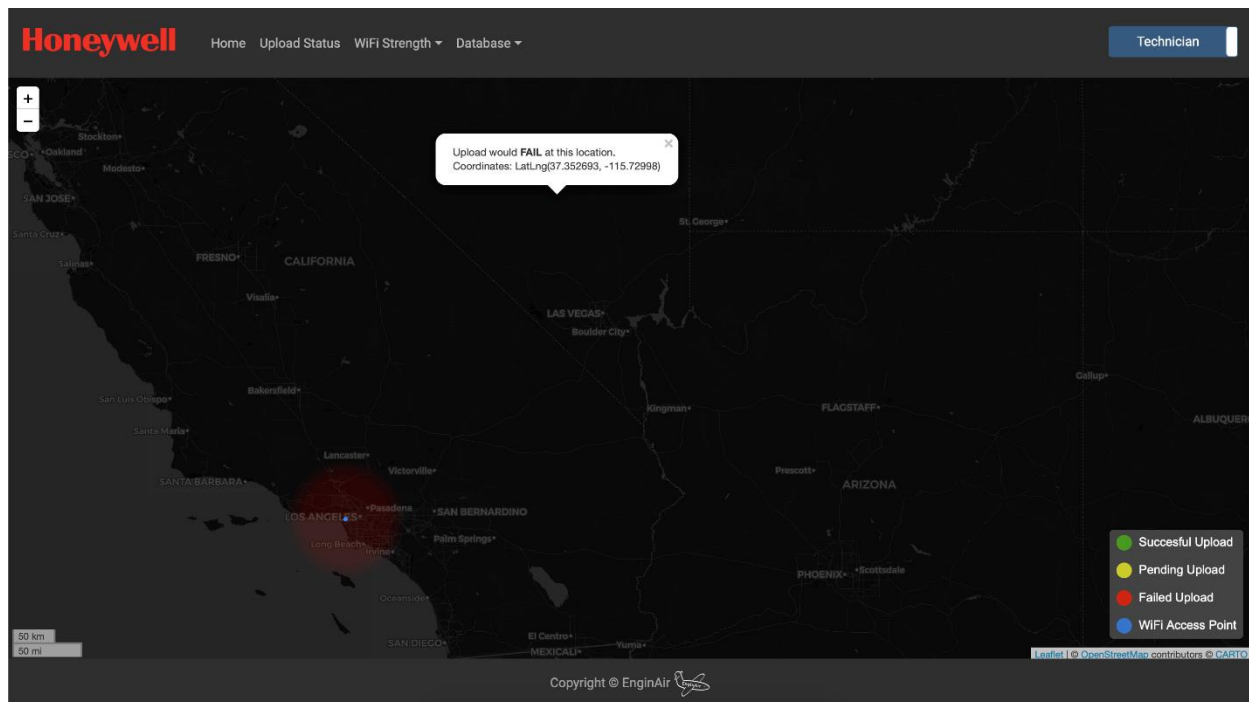 Honeywell
Home Upload Status WiFi Strength Database
Technician
+
−
Upload would FAIL at this location.
Coordinates: LatLng(37.352693, -115.72998)
×
Stockton
Oakland
Modesto
SAN JOSE
Santa Cruz
Salinas
FRESNO
CALIFORNIA
Visalia
St. George
LAS VEGAS
Boulder City
Bakersfield
San Luis Obispo
Santa Maria
Kingman
FLAGSTAFF
Gallup
Lancaster
Victorville
SANTA BARBARA
Prescott
ARIZONA
LOS ANGELES
Pasadena
SAN BERNARDINO
Long Beach
Irvine
Palm Springs
PHOENIX
Scottsdale
Oceanside
SAN DIEGO
El Centro
MEXICALI
Yuma
Succesful Upload
Pending Upload
Failed Upload
WiFi Access Point
50 km
50 mi
Leaflet | © OpenStreetMap contributors © CARTO
Copyright © EnginAir